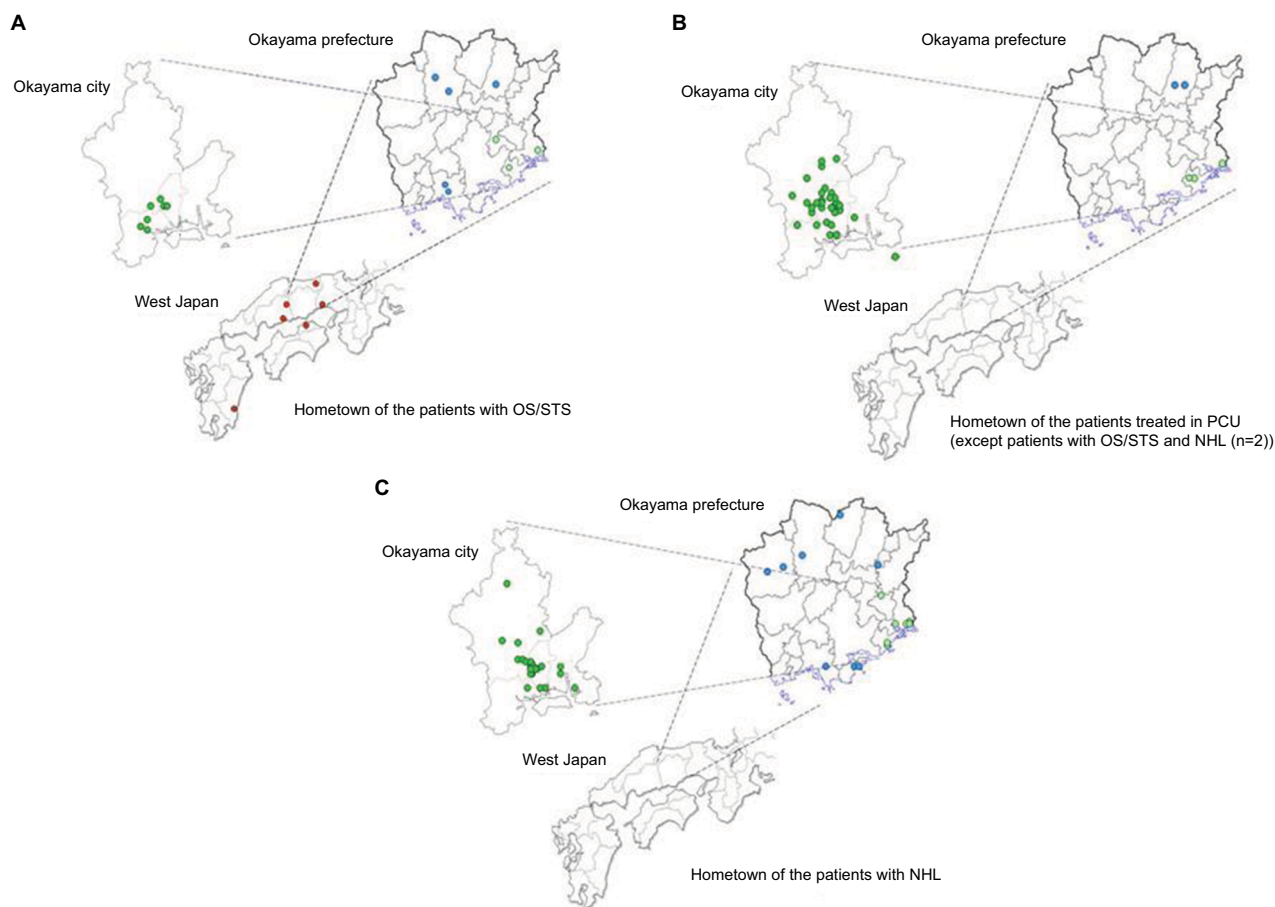 A
Okayama prefecture
Okayama city
West Japan
Hometown of the patients with OS/STS
B
Okayama prefecture
Okayama city
West Japan
Hometown of the patients treated in PCU
(except patients with OS/STS and NHL (n=2))
C
Okayama prefecture
Okayama city
West Japan
Hometown of the patients with NHL